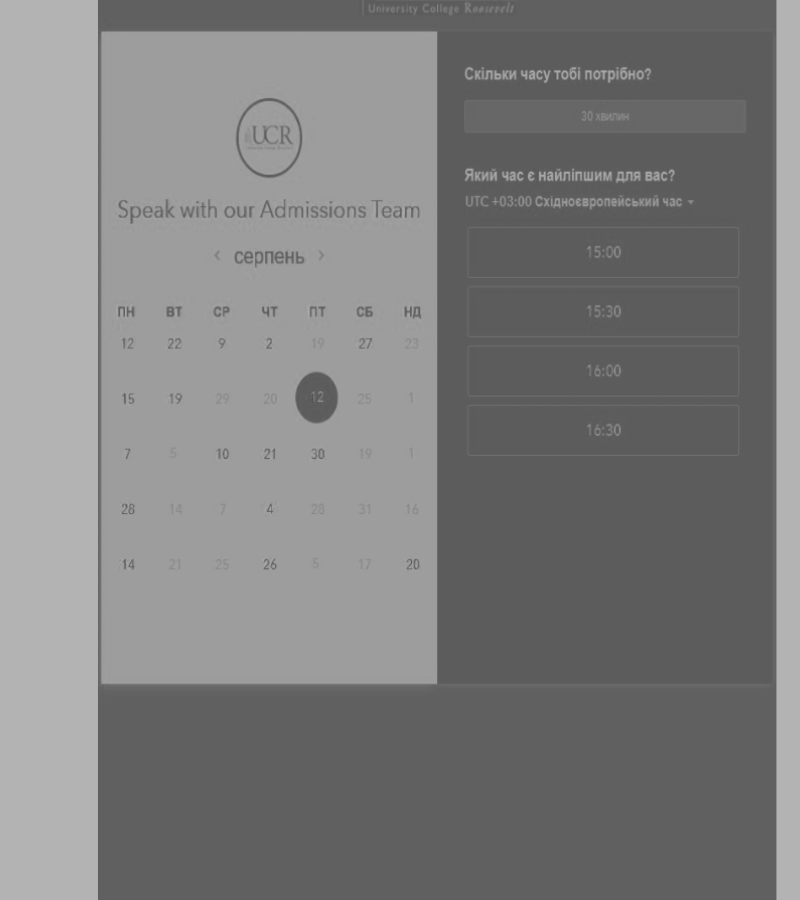 University College Roosevelt
UCR
Speak with our Admissions Team
серпень
ПН ВТ СР ЧТ ПТ СБ НД
12 22 9 2 19 27 23
15 19 29 20 12 25 1
7 5 10 21 30 19 1
28 14 7 4 28 31 16
14 21 25 26 5 17 20
Скільки часу тобі потрібно?
30 хвилин
Який час є найліпшим для вас?
UTC +03:00 Східноєвропейський час
15:00
15:30
16:00
16:30